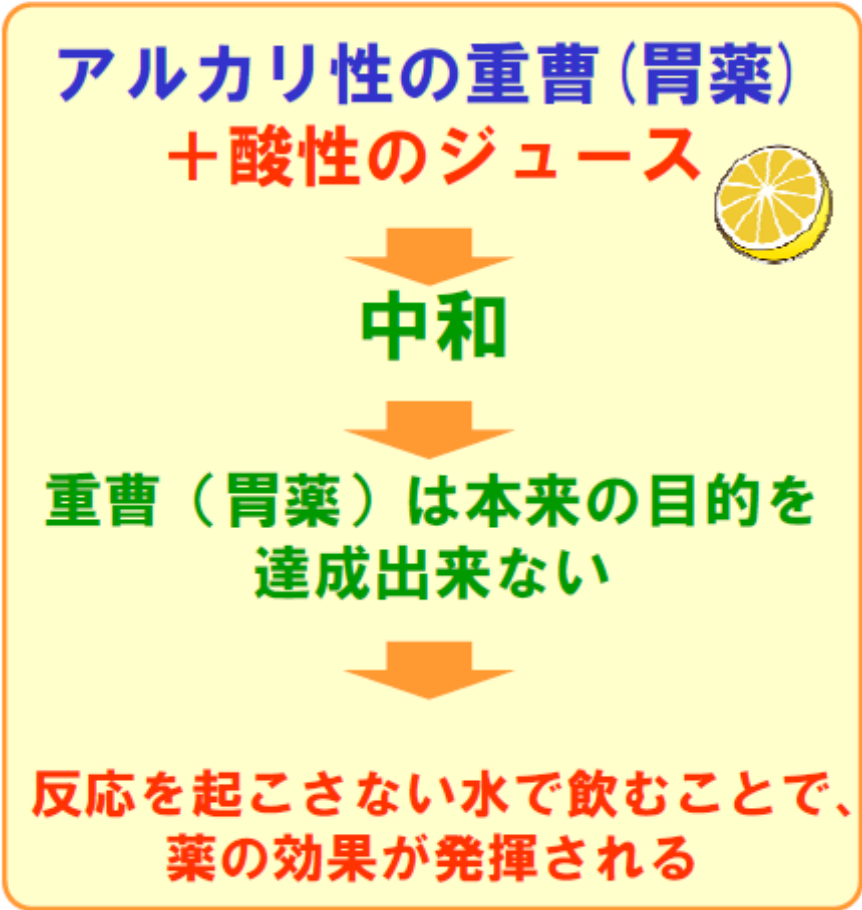 アルカリ性の重曹(胃薬)
＋酸性のジュース
中和
重曹（胃薬）は本来の目的を
達成出来ない
反応を起こさない水で飲むことで、
薬の効果が発揮される